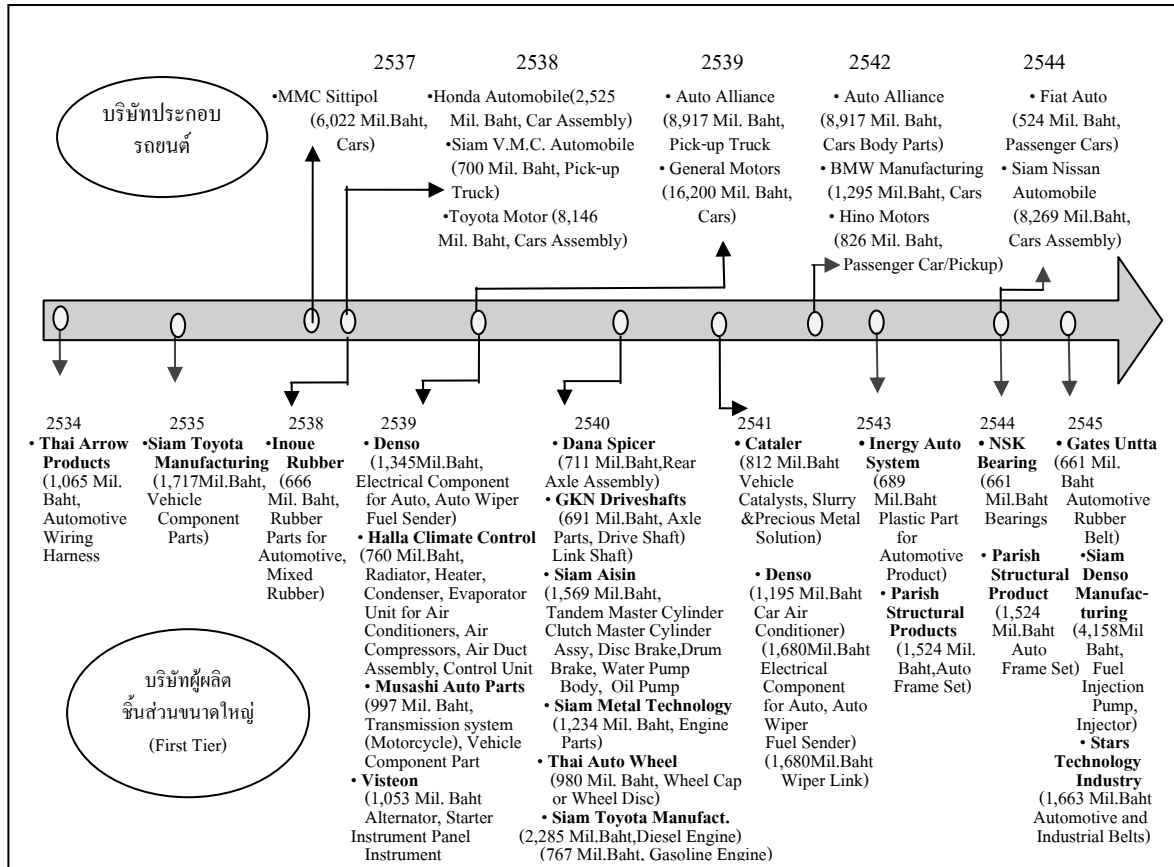 2537
2538
2539
2542
2544
บริษัทประกอบ
รถยนต์
•MMC Sittipol
(6,022 Mil.Baht,
Cars)
•Honda Automobile(2,525
Mil. Baht, Car Assembly)
•Siam V.M.C. Automobile
(700 Mil. Baht, Pick-up
Truck)
•Toyota Motor (8,146
Mil. Baht, Cars Assembly)
• Auto Alliance
(8,917 Mil. Baht,
Pick-up Truck
• General Motors
(16,200 Mil. Baht,
Cars)
• Auto Alliance
(8,917 Mil. Baht,
Cars Body Parts)
• BMW Manufacturing
(1,295 Mil.Baht, Cars
• Hino Motors
(826 Mil. Baht,
Passenger Car/Pickup)
• Fiat Auto
(524 Mil.Baht,
Passenger Cars)
• Siam Nissan
Automobile
(8,269 Mil.Baht,
Cars Assembly)
2534
• Thai Arrow
Products
(1,065 Mil.
Baht,
Automotive
Wiring
Harness
2535
•Siam Toyota
Manufacturing
(1,717Mil.Baht,
Vehicle
Component
Parts)
2538
•Inoue
Rubber
(666
Mil. Baht,
Rubber
Parts for
Automotive,
Mixed
Rubber)
2539
• Denso
(1,345Mil.Baht,
Electrical Component
for Auto, Auto Wiper
Fuel Sender)
• Halla Climate Control
(760 Mil.Baht,
Radiator, Heater,
Condenser, Evaporator
Unit for Air
Conditioners, Air
Compressors, Air Duct
Assembly, Control Unit
• Musashi Auto Parts
(997 Mil. Baht,
Transmission system
(Motorcycle), Vehicle
Component Part
• Visteon
(1,053 Mil. Baht
Alternator, Starter
Instrument Panel
Instrument
2540
• Dana Spicer
(711 Mil.Baht,Rear
Axle Assembly)
• GKN Driveshafts
(691 Mil.Baht, Axle
Parts, Drive Shaft)
Link Shaft)
• Siam Aisin
(1,569 Mil.Baht,
Tandem Master Cylinder
Clutch Master Cylinder
Assy, Disc Brake,Drum
Brake, Water Pump
Body, Oil Pump
• Siam Metal Technology
(1,234 Mil. Baht, Engine
Parts)
• Thai Auto Wheel
(980 Mil. Baht, Wheel Cap
or Wheel Disc)
• Siam Toyota Manufact.
(2,285 Mil.Baht,Diesel Engine)
(767 Mil.Baht, Gasoline Engine)
2541
• Cataler
(812 Mil.Baht
Vehicle
Catalysts, Slurry
&Precious Metal
Solution)
• Denso
(1,195 Mil.Baht
Car Air
Conditioner)
(1,680Mil.Baht
Electrical
Component
for Auto, Auto
Wiper
Fuel Sender)
(1,680Mil.Baht
Wiper Link)
2543
• Inergy Auto
System
(689
Mil.Baht
Plastic Part
for
Automotive
Product)
• Parish
Structural
Products
(1,524 Mil.
Baht,Auto
Frame Set)
2544
• NSK
Bearing
(661
Mil.Baht
Bearings
• Parish
Structural
Product
(1,524
Mil.Baht
Auto
Frame Set)
2545
• Gates Untta
(661 Mil.
Baht
Automotive
Rubber
Belt)
•Siam
Denso
Manufac-
turing
(4,158Mil
Baht,
Fuel
Injection
Pump,
Injector)
• Stars
Technology
Industry
(1,663 Mil.Baht
Automotive and
Industrial Belts)
บริษัทผู้ผลิต
ชิ้นส่วนขนาดใหญ่
(First Tier)